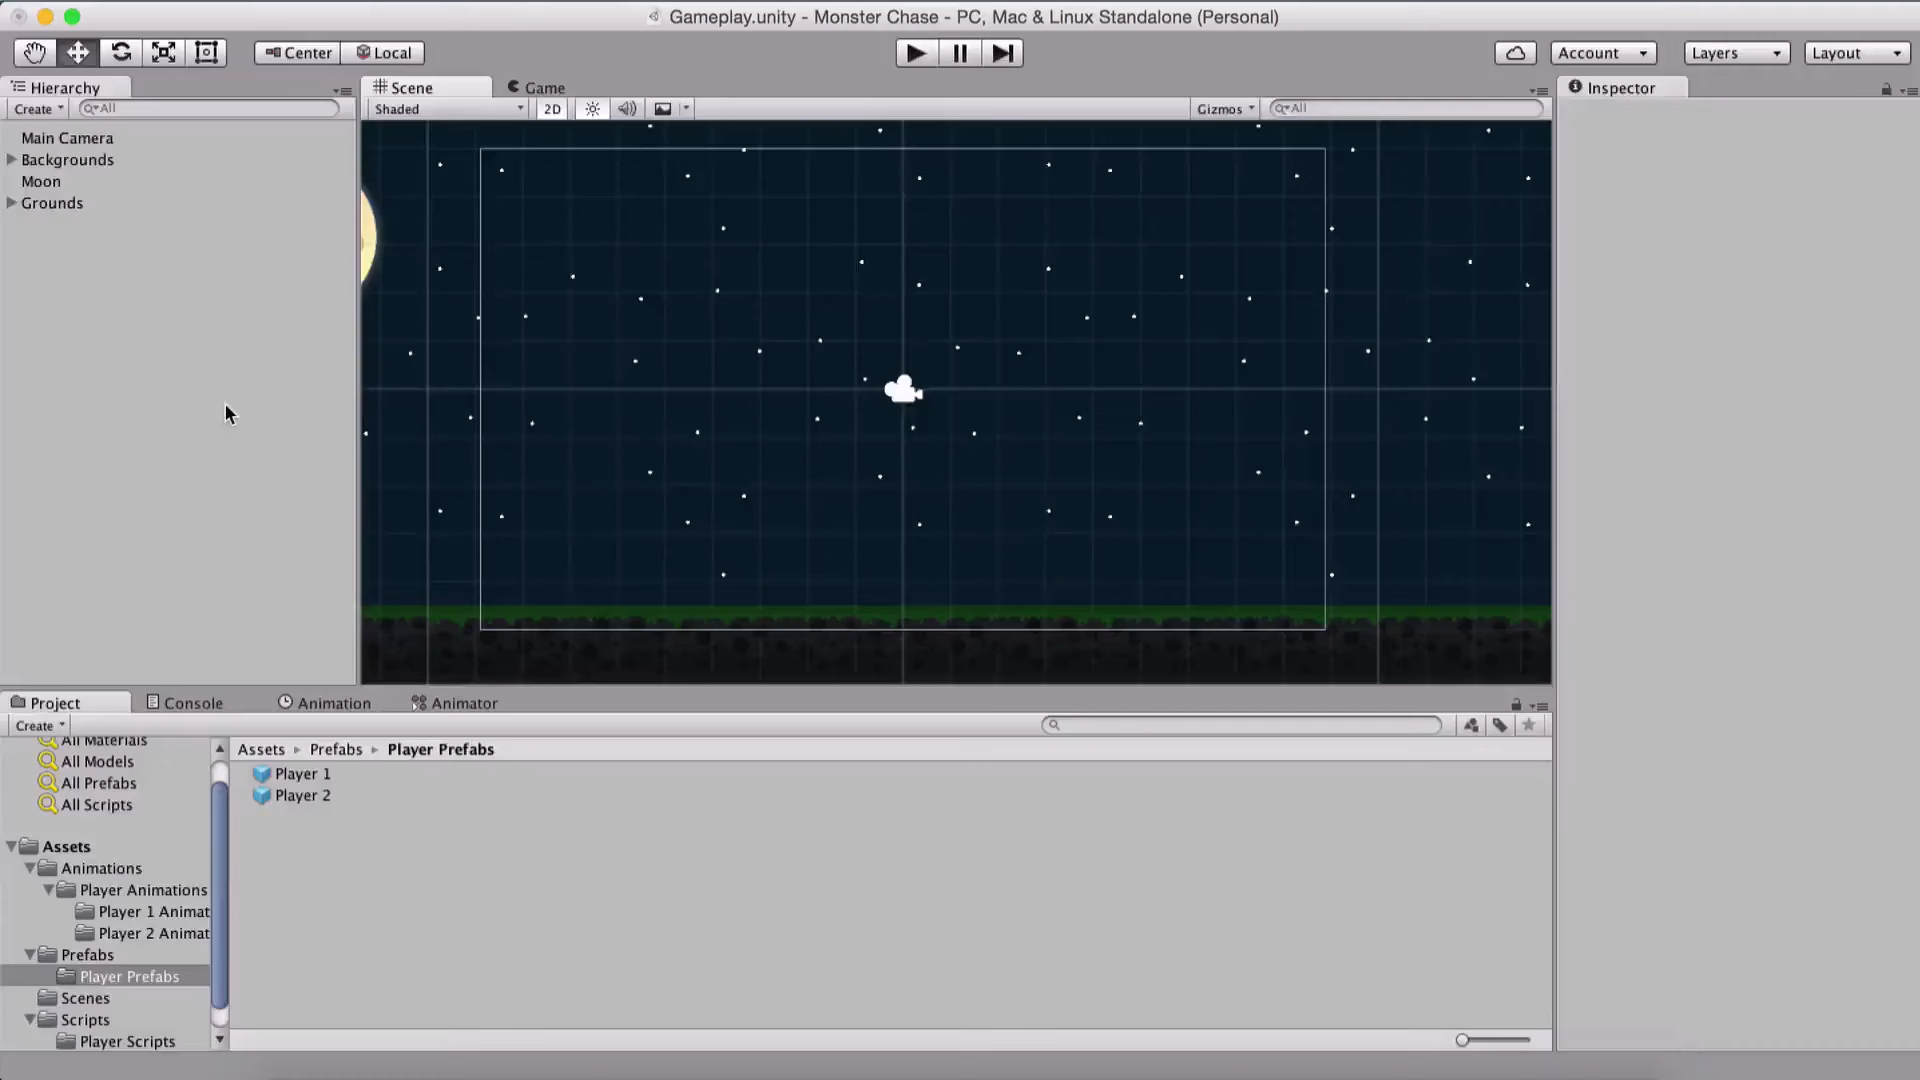 Gameplay.unity - Monster Chase - PC, Mac & Linux Standalone (Personal)
Center Local Account Layers Layout
Hierarchy Scene Game Inspector
Create All Shaded 2D Gizmos All
Main Camera
Backgrounds
Moon
Grounds
Project Console Animation Animator
Create
All Materials
All Models
All Prefabs
All Scripts
Assets
Animations
Player Animations
Player 1 Animat
Player 2 Animat
Prefabs
Player Prefabs
Scenes
Scripts
Player Scripts
Assets Prefabs Player Prefabs
Player 1
Player 2